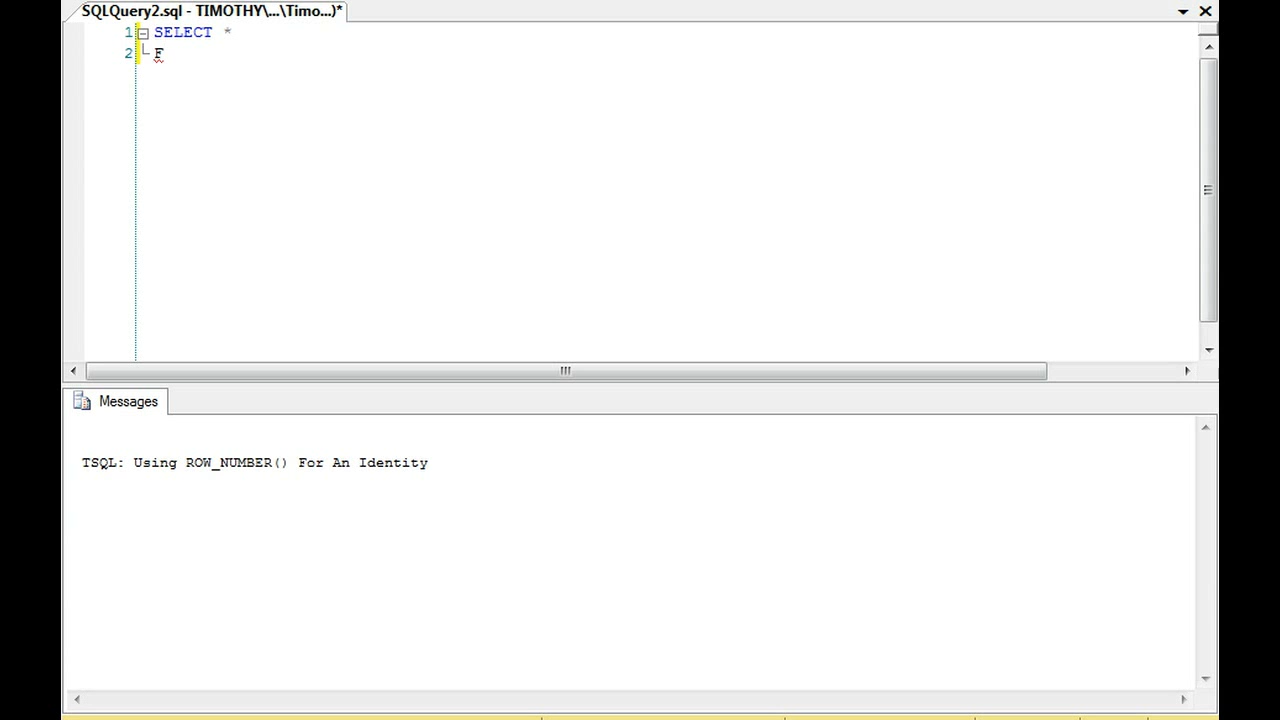 SQLQuery2.sql - TIMOTHY\...\Timo...)*
1 SELECT *
2 F
Messages
TSQL: Using ROW_NUMBER() For An Identity